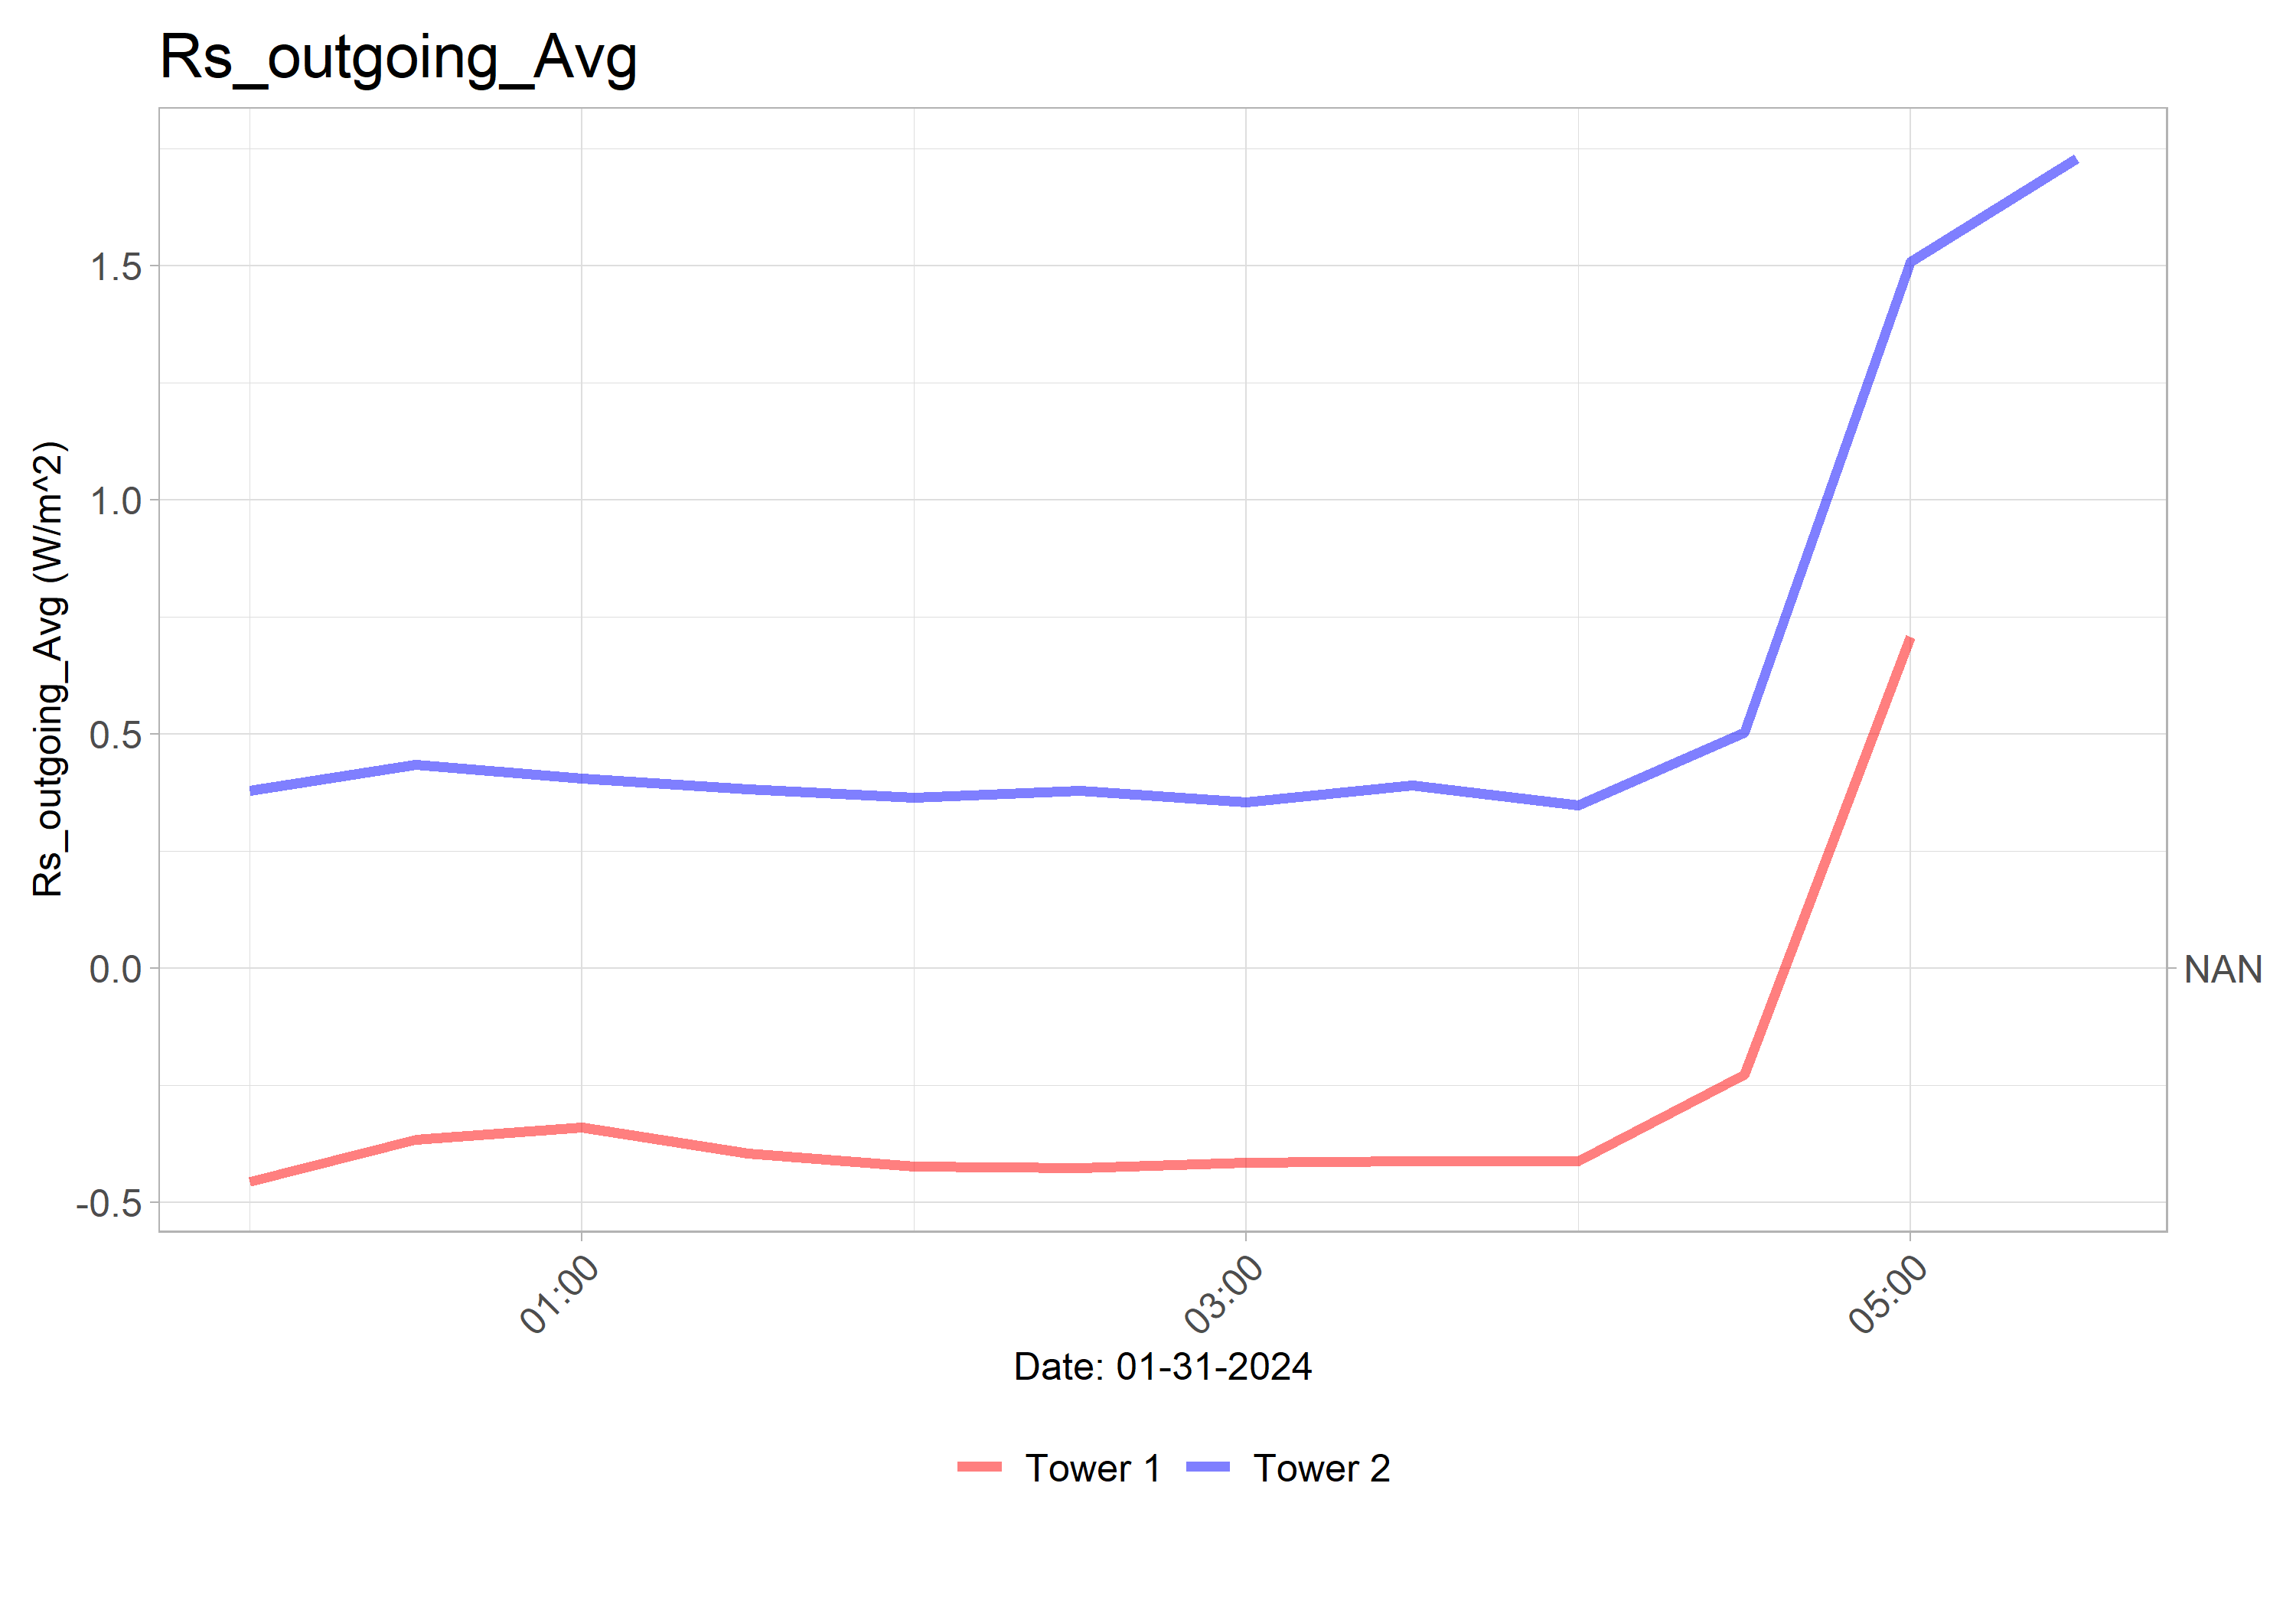 Rs_outgoing_Avg
Rs_outgoing_Avg (W/m^2)
1.5
1.0
0.5
0.0
-0.5
NAN
01:00
03:00
05:00
Date: 01-31-2024
Tower 1
Tower 2